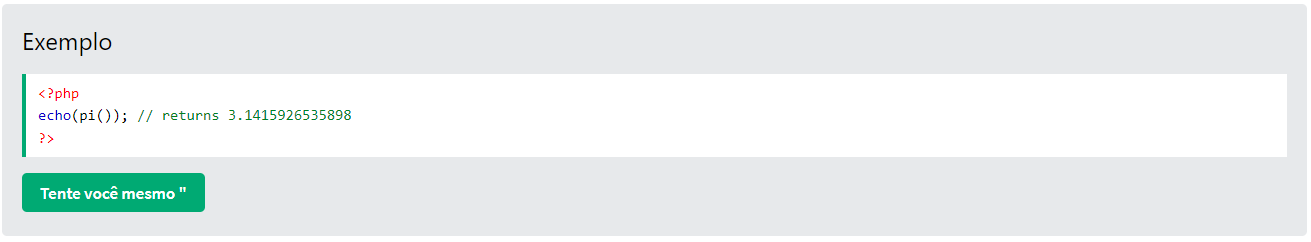 Exemplo
<?php
echo(pi()); // returns 3.1415926535898
?>
Tente você mesmo "